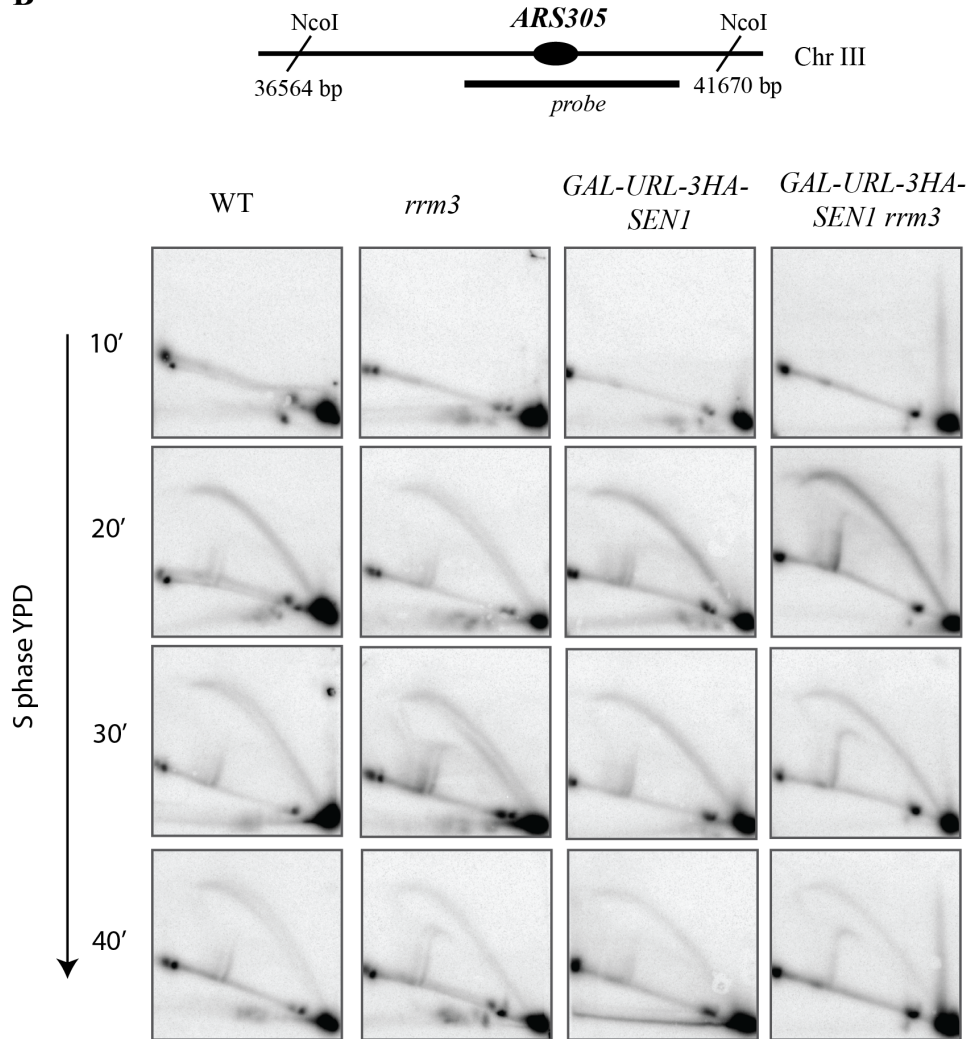 B
ARS305
NcoI NcoI
Chr III
36564 bp 41670 bp
probe
WT rrm3 GAL-URL-3HA-SEN1 GAL-URL-3HA-SEN1 rrm3
10′
20′
30′
40′
S phase YPD